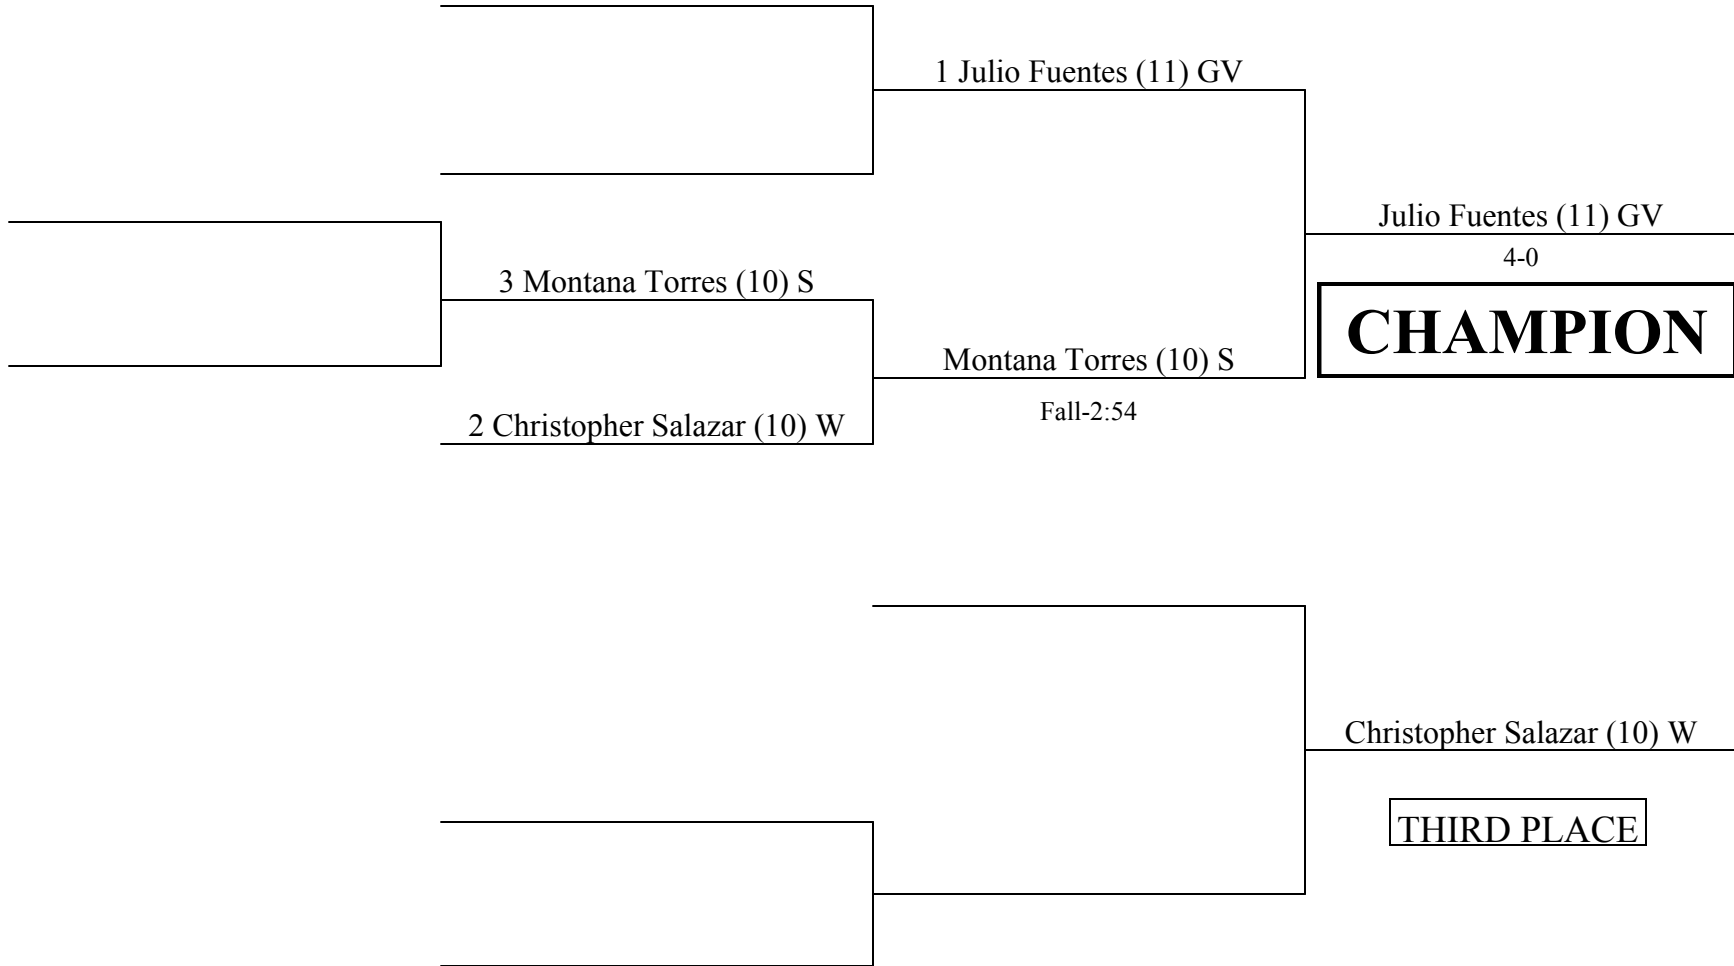 1 Julio Fuentes (11) GV
Julio Fuentes (11) GV
4-0
CHAMPION
3 Montana Torres (10) S
Montana Torres (10) S
Fall-2:54
2 Christopher Salazar (10) W
Christopher Salazar (10) W
THIRD PLACE